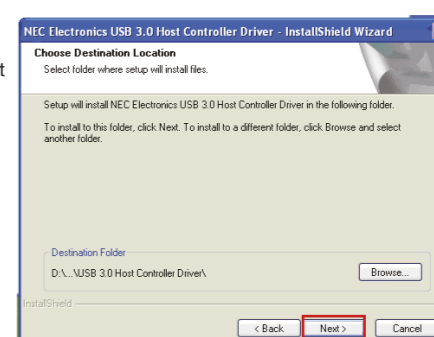 NEC Electronics USB 3.0 Host Controller Driver - InstallShield Wizard
Choose Destination Location
Select folder where setup will install files.
Setup will install NEC Electronics USB 3.0 Host Controller Driver in the following folder.
To install to this folder, click Next. To install to a different folder, click Browse and select
another folder.
Destination Folder
D:\...\USB 3.0 Host Controller Driver\
Browse...
InstallShield
< Back
Next >
Cancel